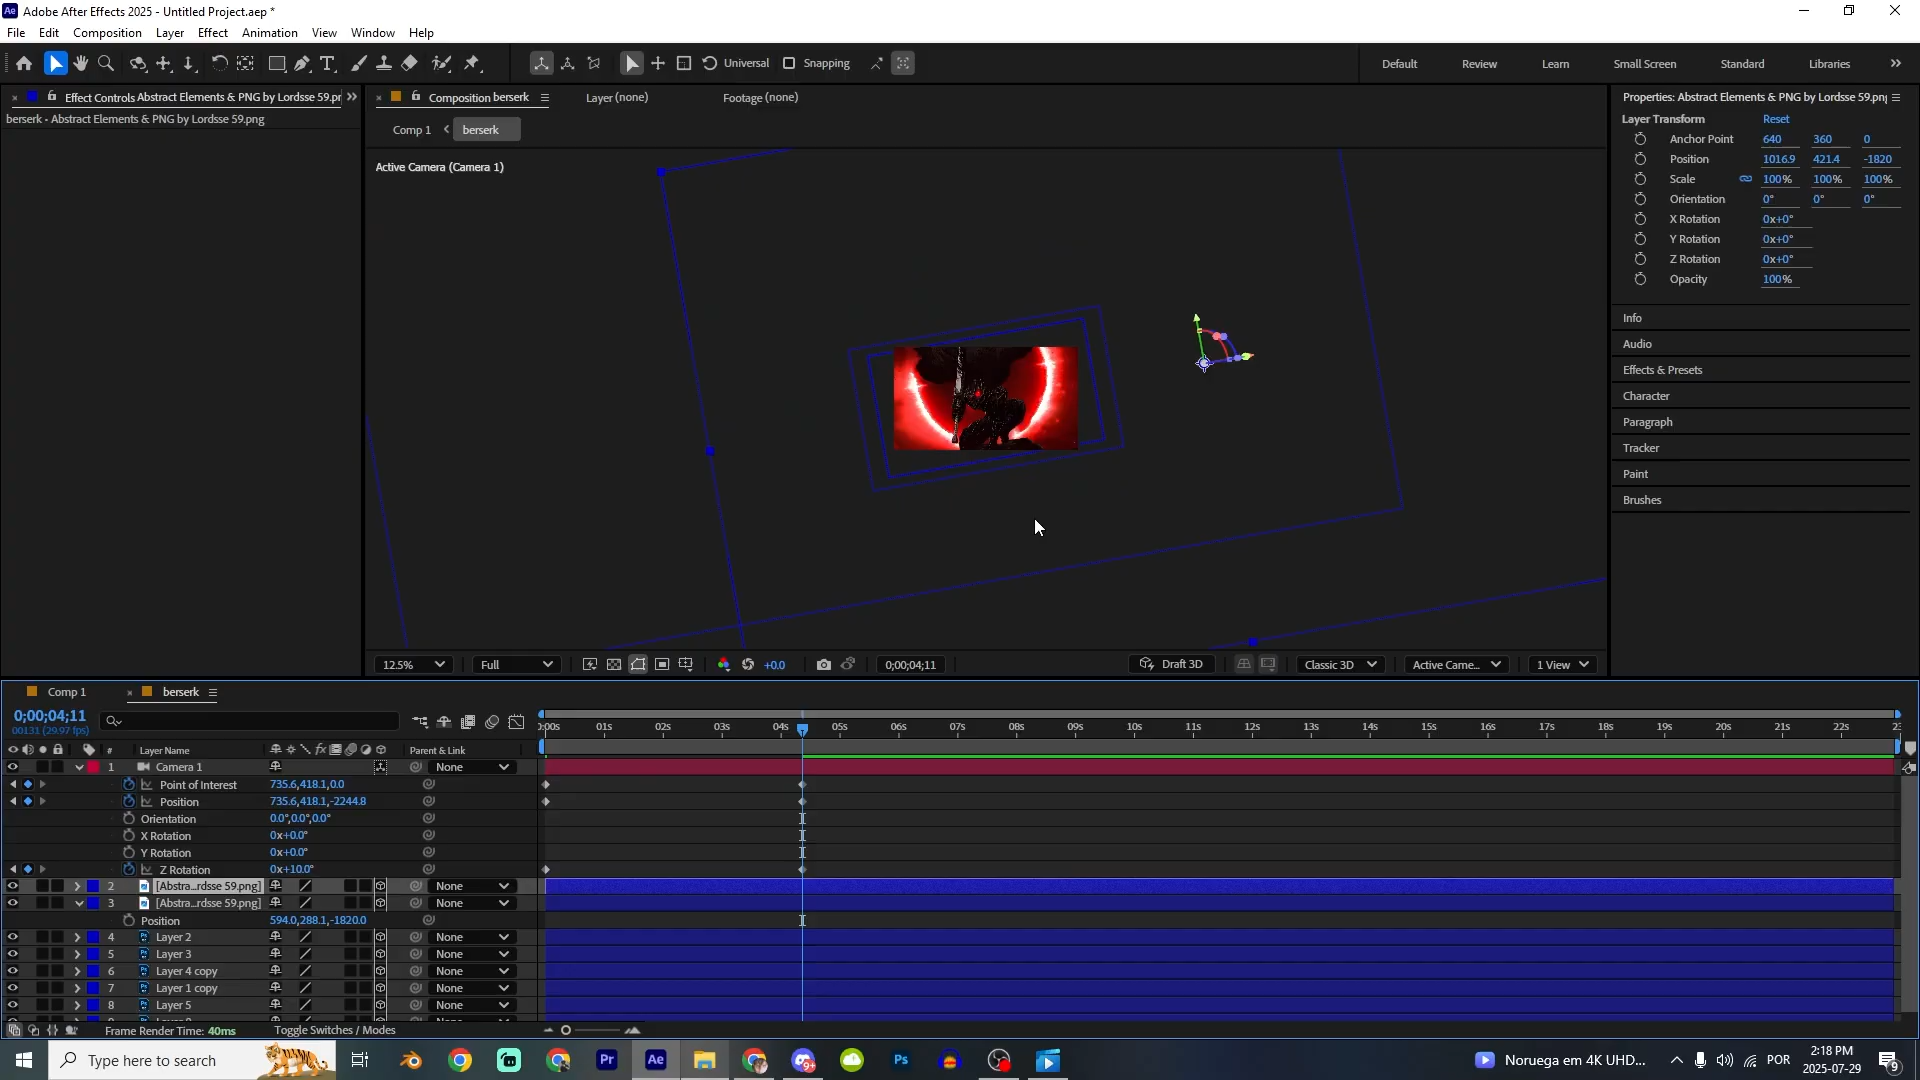 Adobe After Effects 2025 - Untitled Project.aep *
File Edit Composition Layer Effect Animation View Window Help
Universal Snapping Default Review Learn Small Screen Standard Libraries
Effect Controls Abstract Elements & PNG by Lordsse 59.pr
berserk • Abstract Elements & PNG by Lordsse 59.png
Composition berserk Layer (none) Footage (none)
Comp 1 berserk
Active Camera (Camera 1)
12.5% Full +0.0 0;00;04;11 Draft 3D Classic 3D Active Came... 1 View
Properties: Abstract Elements & PNG by Lordsse 59.png
Layer Transform Reset
Anchor Point 640 360 0
Position 1016.9 421.4 -1820
Scale 100% 100% 100%
Orientation 0° 0° 0°
X Rotation 0x+0°
Y Rotation 0x+0°
Z Rotation 0x+0°
Opacity 100%
Info
Audio
Effects & Presets
Character
Paragraph
Tracker
Paint
Brushes
Comp 1 berserk
0;00;04;11
00131 (29.97 fps)
:00s 01s 02s 03s 04s 05s 06s 07s 08s 09s 10s 11s 12s 13s 14s 15s 16s 17s 18s 19s 20s 21s 22s 23
# Layer Name Parent & Link
1 Camera 1 None
Point of Interest 735.6,418.1,0.0
Position 735.6,418.1,-2244.8
Orientation 0.0°,0.0°,0.0°
X Rotation 0x+0.0°
Y Rotation 0x+0.0°
Z Rotation 0x+10.0°
2 [Abstra...rdsse 59.png] None
3 [Abstra...rdsse 59.png] None
Position 594.0,288.1,-1820.0
4 Layer 2 None
5 Layer 3 None
6 Layer 4 copy None
7 Layer 1 copy None
8 Layer 5 None
Frame Render Time: 40ms Toggle Switches / Modes
Type here to search Noruega em 4K UHD... POR 2:18 PM
2025-07-29